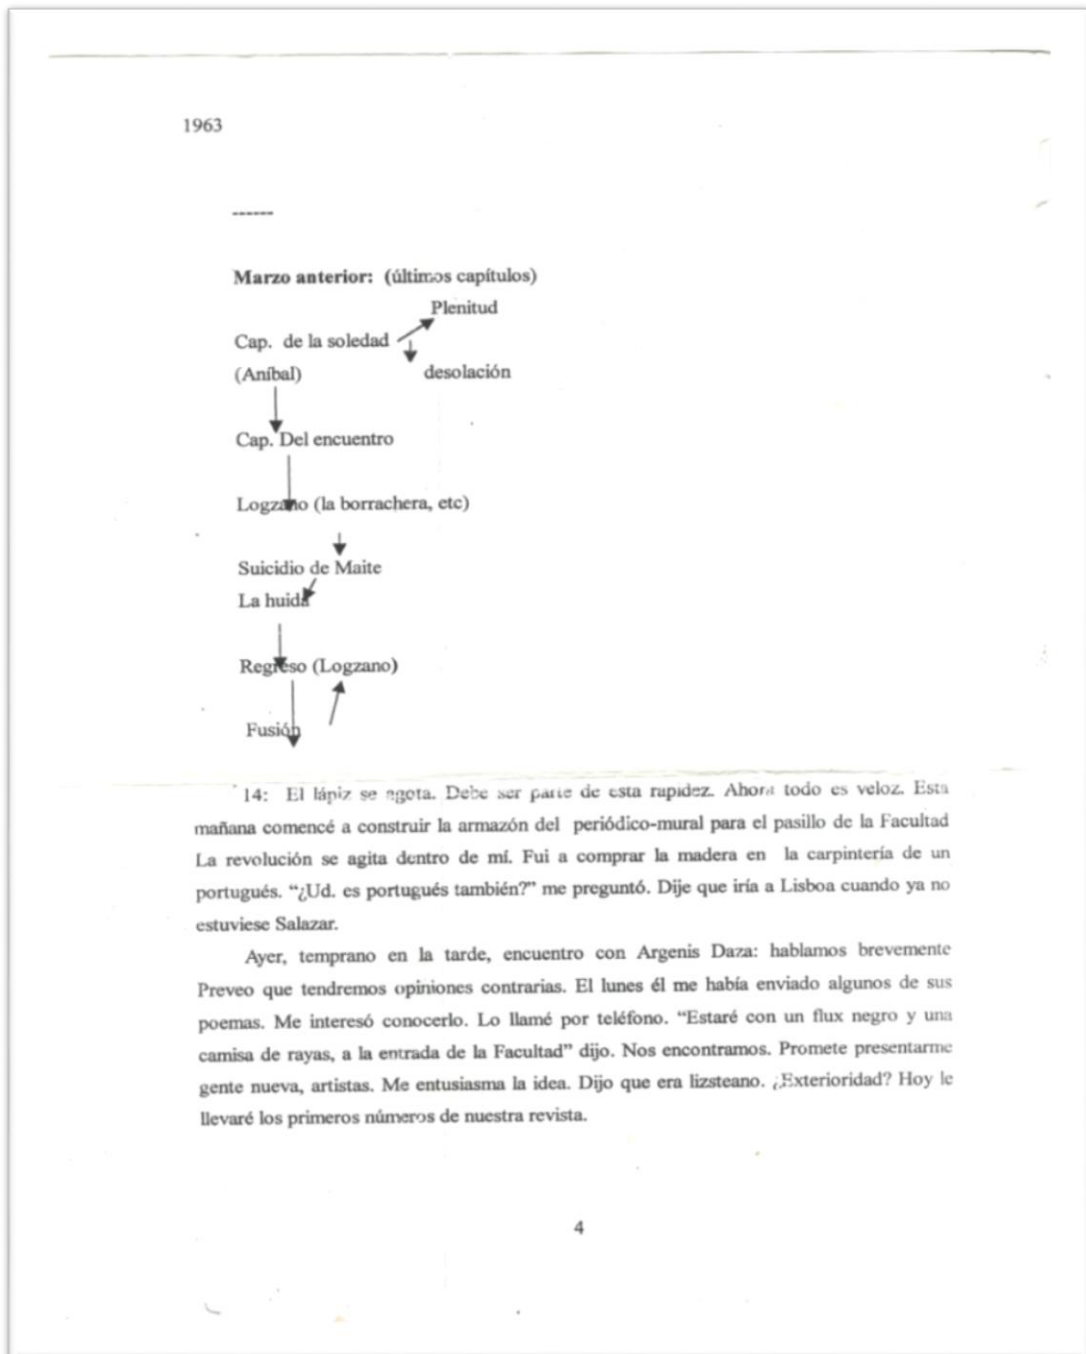 1963
------
Marzo anterior: (últimos capítulos)
Plenitud
Cap. de la soledad
(Aníbal)
desolación
Cap. Del encuentro
Logzano (la borrachera, etc)
Suicidio de Maite
La huida
Regreso (Logzano)
Fusión
14: El lápiz se agota. Debe ser parte de esta rapidez. Ahora todo es veloz. Esta
mañana comencé a construir la armazón del periódico-mural para el pasillo de la Facultad
La revolución se agita dentro de mí. Fui a comprar la madera en la carpintería de un
portugués. “¿Ud. es portugués también?” me preguntó. Dije que iría a Lisboa cuando ya no
estuviese Salazar.
Ayer, temprano en la tarde, encuentro con Argenis Daza: hablamos brevemente
Preveo que tendremos opiniones contrarias. El lunes él me había enviado algunos de sus
poemas. Me interesó conocerlo. Lo llamé por teléfono. “Estaré con un flux negro y una
camisa de rayas, a la entrada de la Facultad” dijo. Nos encontramos. Promete presentarme
gente nueva, artistas. Me entusiasma la idea. Dijo que era lizsteano. ¿Exterioridad? Hoy le
llevaré los primeros números de nuestra revista.
4